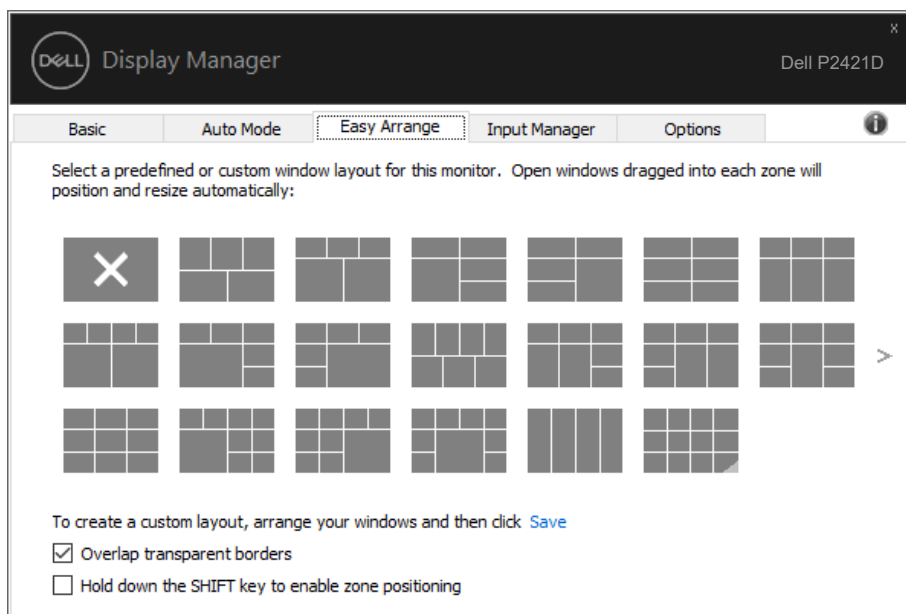 x
DELL Display Manager
Dell P2421D
Basic Auto Mode Easy Arrange Input Manager Options i
Select a predefined or custom window layout for this monitor. Open windows dragged into each zone will
position and resize automatically:
>
To create a custom layout, arrange your windows and then click Save
Overlap transparent borders
Hold down the SHIFT key to enable zone positioning